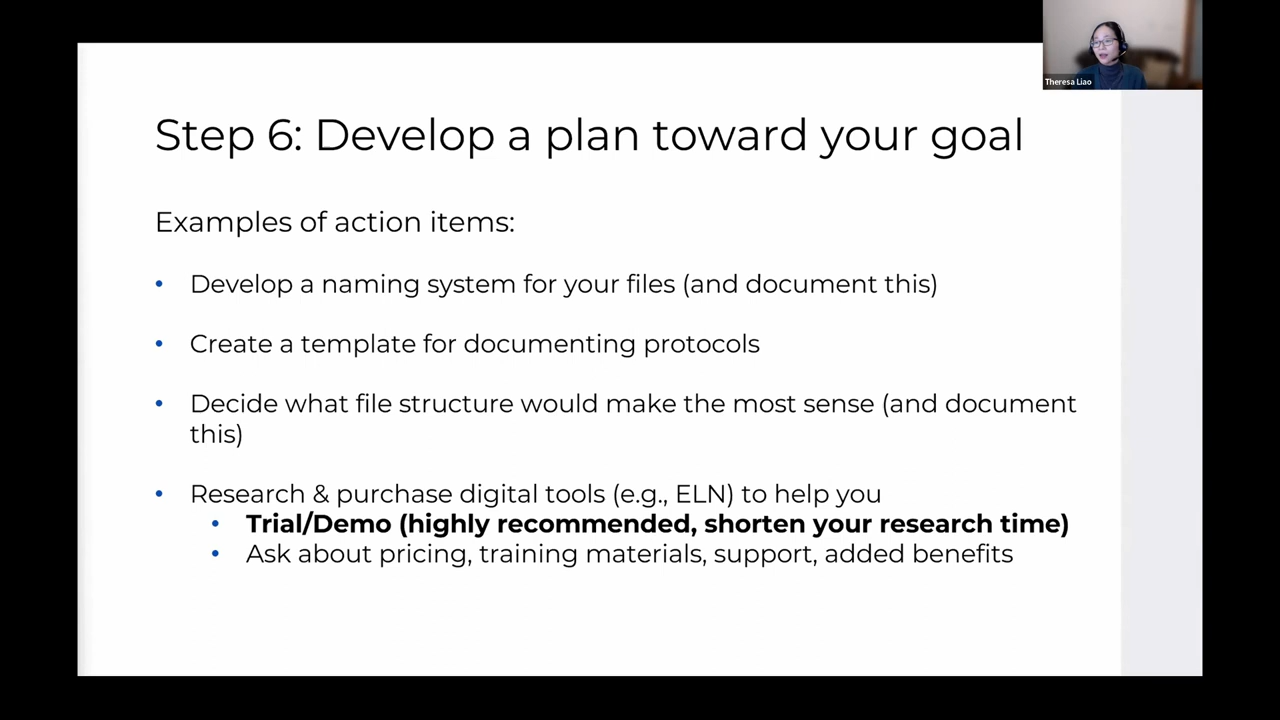 Theresa Liao
Step 6: Develop a plan toward your goal
Examples of action items:
• Develop a naming system for your files (and document this)
• Create a template for documenting protocols
• Decide what file structure would make the most sense (and document
this)
• Research & purchase digital tools (e.g., ELN) to help you
• Trial/Demo (highly recommended, shorten your research time)
• Ask about pricing, training materials, support, added benefits